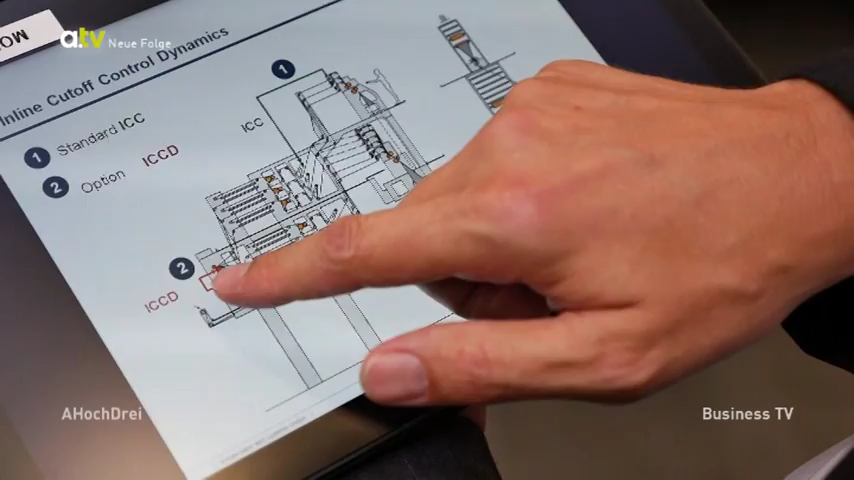 MO
a.tv Neue Folge
Inline Cutoff Control Dynamics
1 Standard ICC
2 Option ICCD
1
ICC
2
ICCD
AHochDrei
Business TV